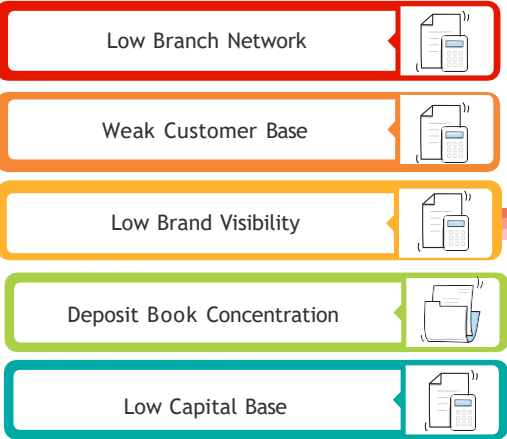 Low Branch Network
Weak Customer Base
Low Brand Visibility
Deposit Book Concentration
Low Capital Base